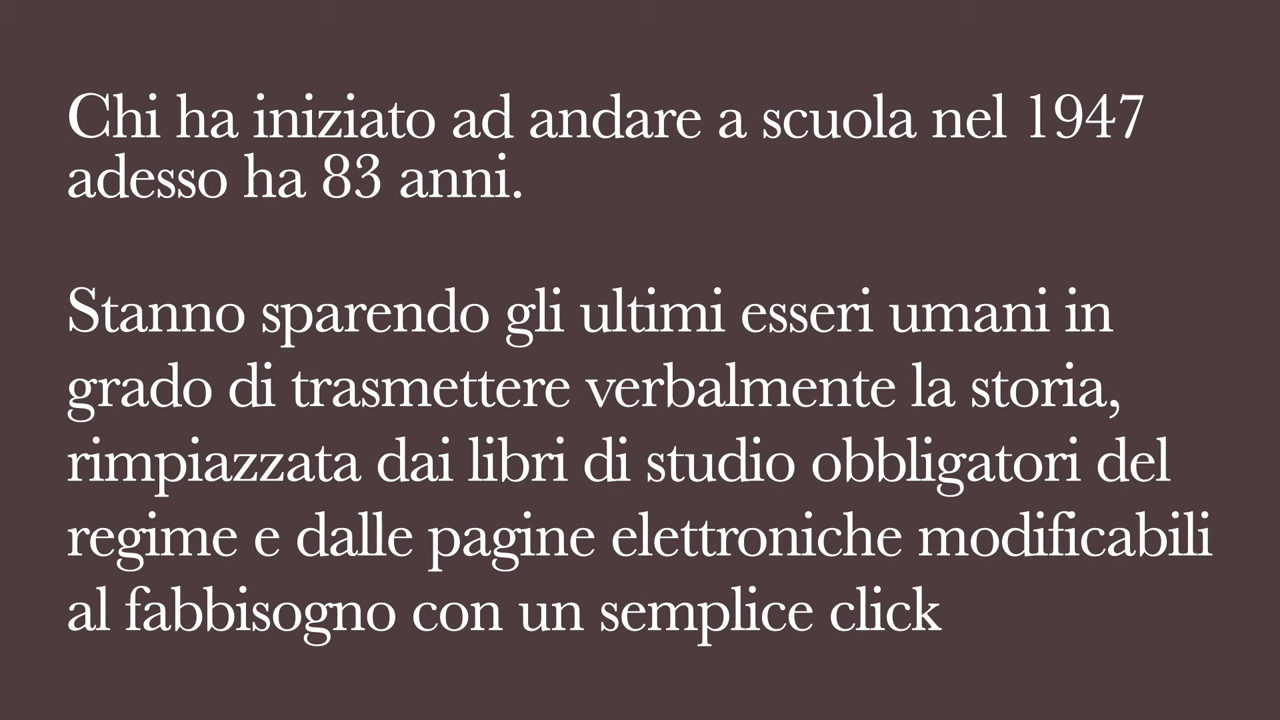 Chi ha iniziato ad andare a scuola nel 1947
adesso ha 83 anni.
Stanno sparendo gli ultimi esseri umani in
grado di trasmettere verbalmente la storia,
rimpiazzata dai libri di studio obbligatori del
regime e dalle pagine elettroniche modificabili
al fabbisogno con un semplice click